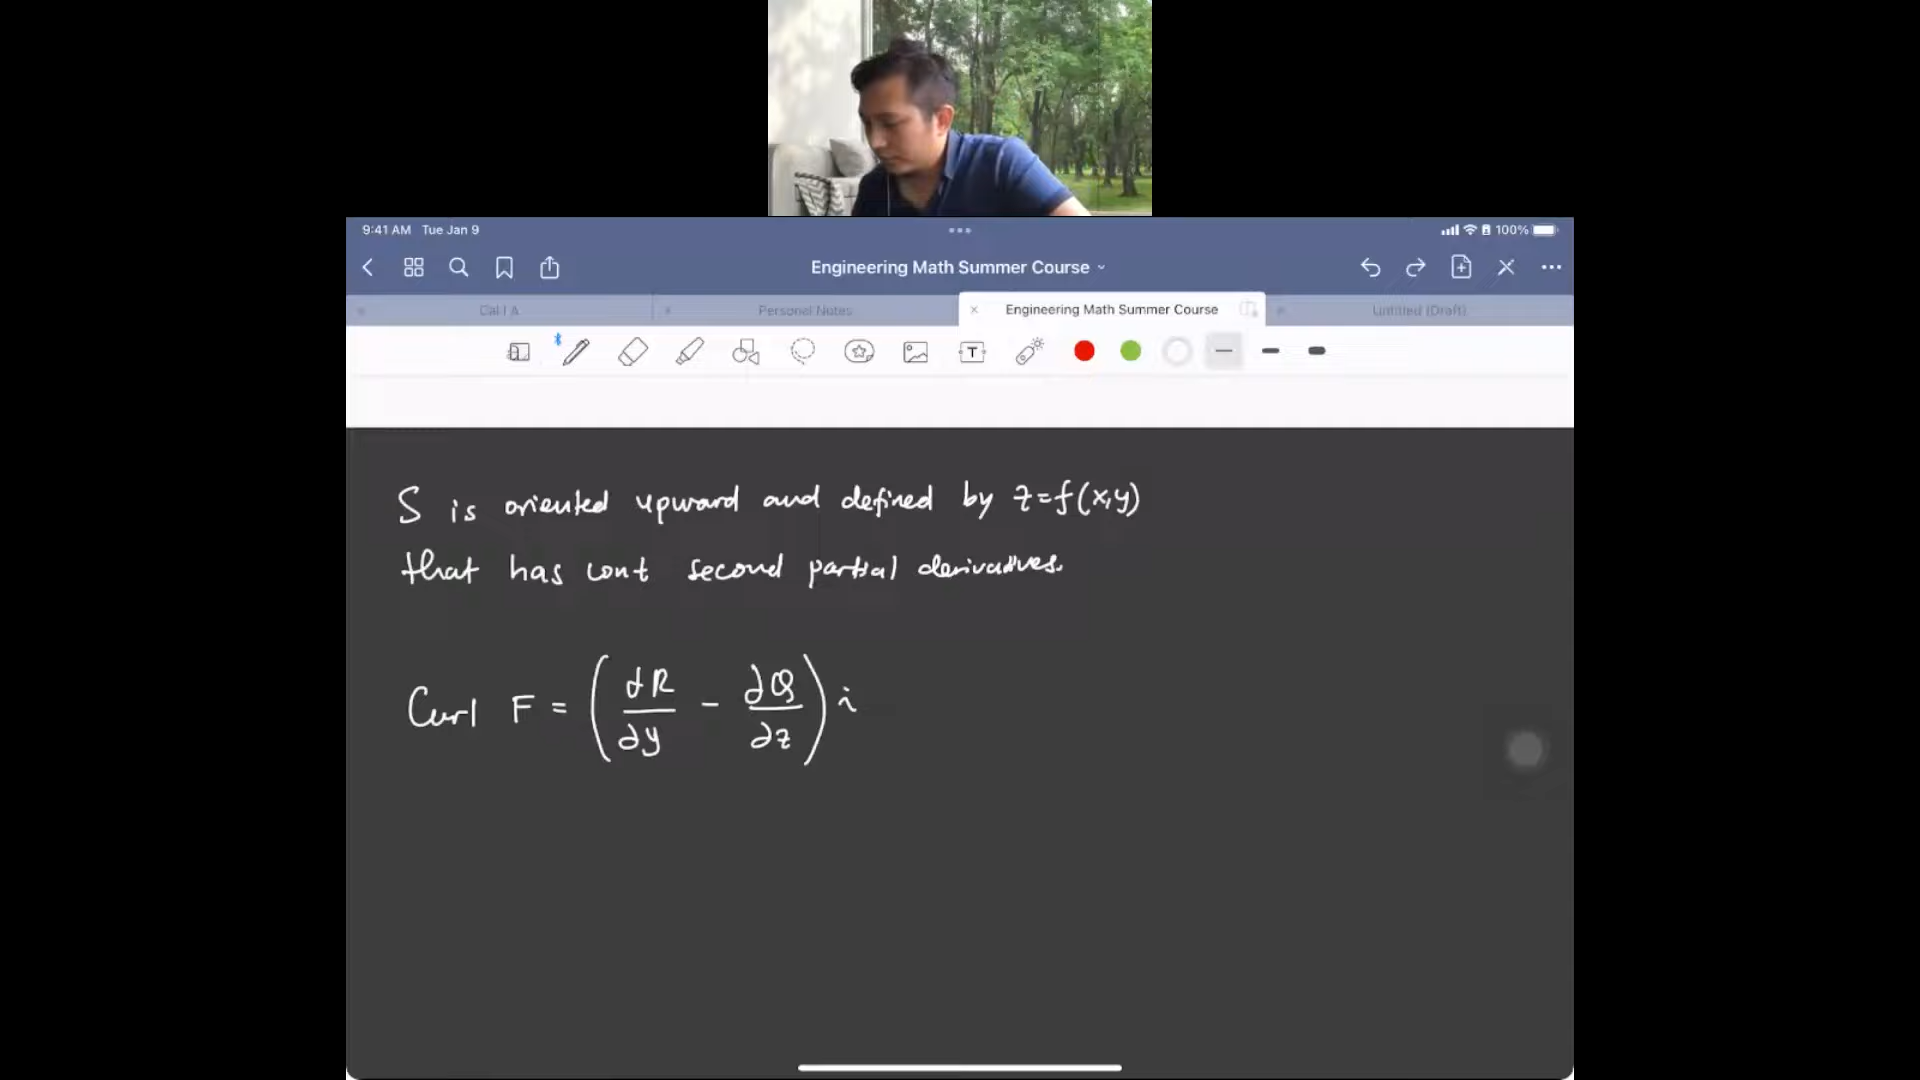 9:41 AM Tue Jan 9
100%
Engineering Math Summer Course
Cal I A
Personal Notes
Engineering Math Summer Course
Untitled (Draft)
T
S is oriented upward and defined by z=f(x,y)
that has cont second partial derivatives.
Curl F = (∂R/∂y - ∂Q/∂z) i